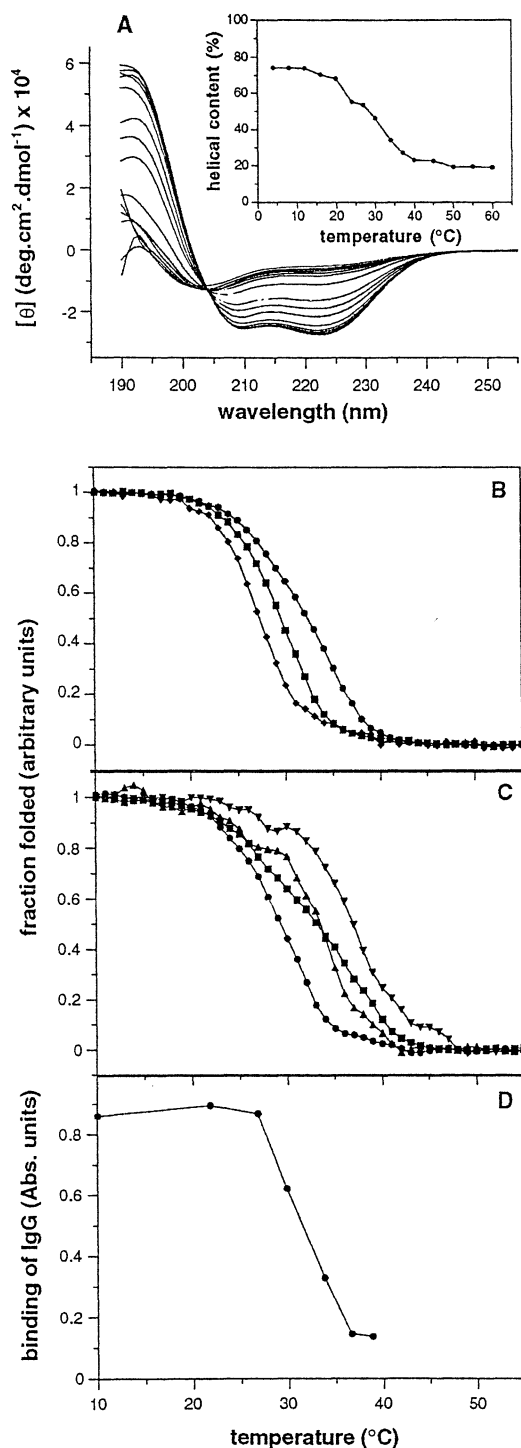 A
[θ] (deg.cm².dmol⁻¹) x 10⁴
6
4
2
0
-2
190 200 210 220 230 240 250
wavelength (nm)
helical content (%)
100
80
60
40
20
0
0 10 20 30 40 50 60
temperature (°C)
B
fraction folded (arbitrary units)
1
0.8
0.6
0.4
0.2
0
C
1
0.8
0.6
0.4
0.2
0
D
binding of IgG (Abs. units)
0.8
0.6
0.4
0.2
0
10 20 30 40 50
temperature (°C)